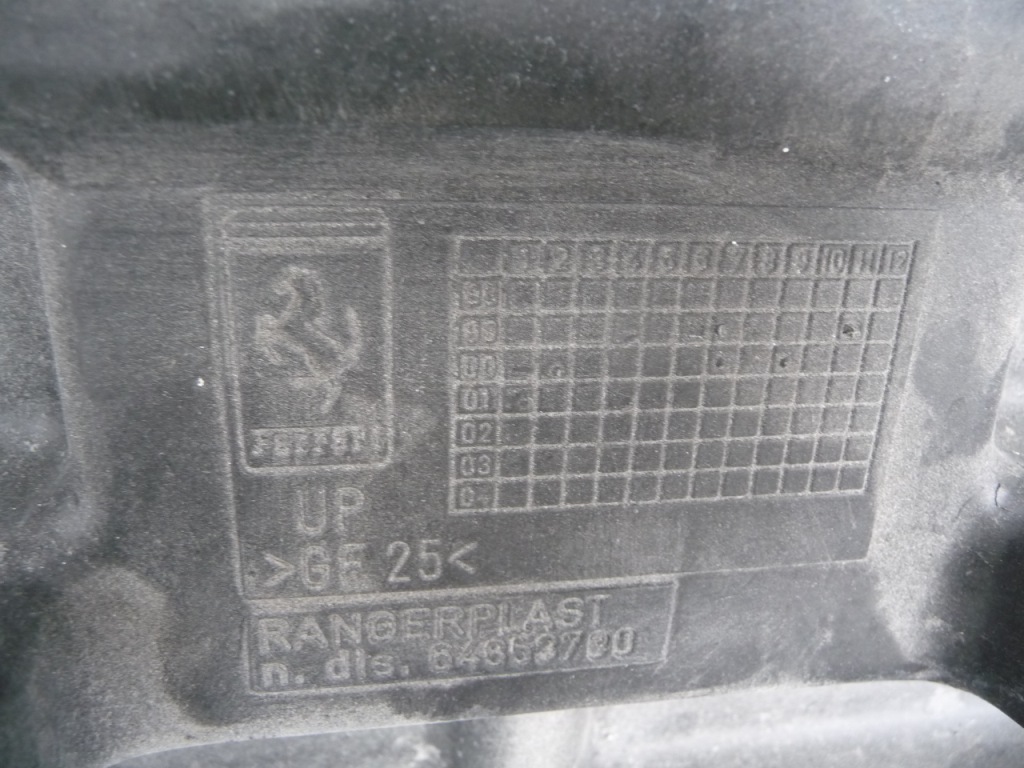 Ferrari
1 2 3 4 5 6 7 8 9 10 11 12
99
00
01
02
03
UP
>GF 25<
RANGERPLAST
n. dis.